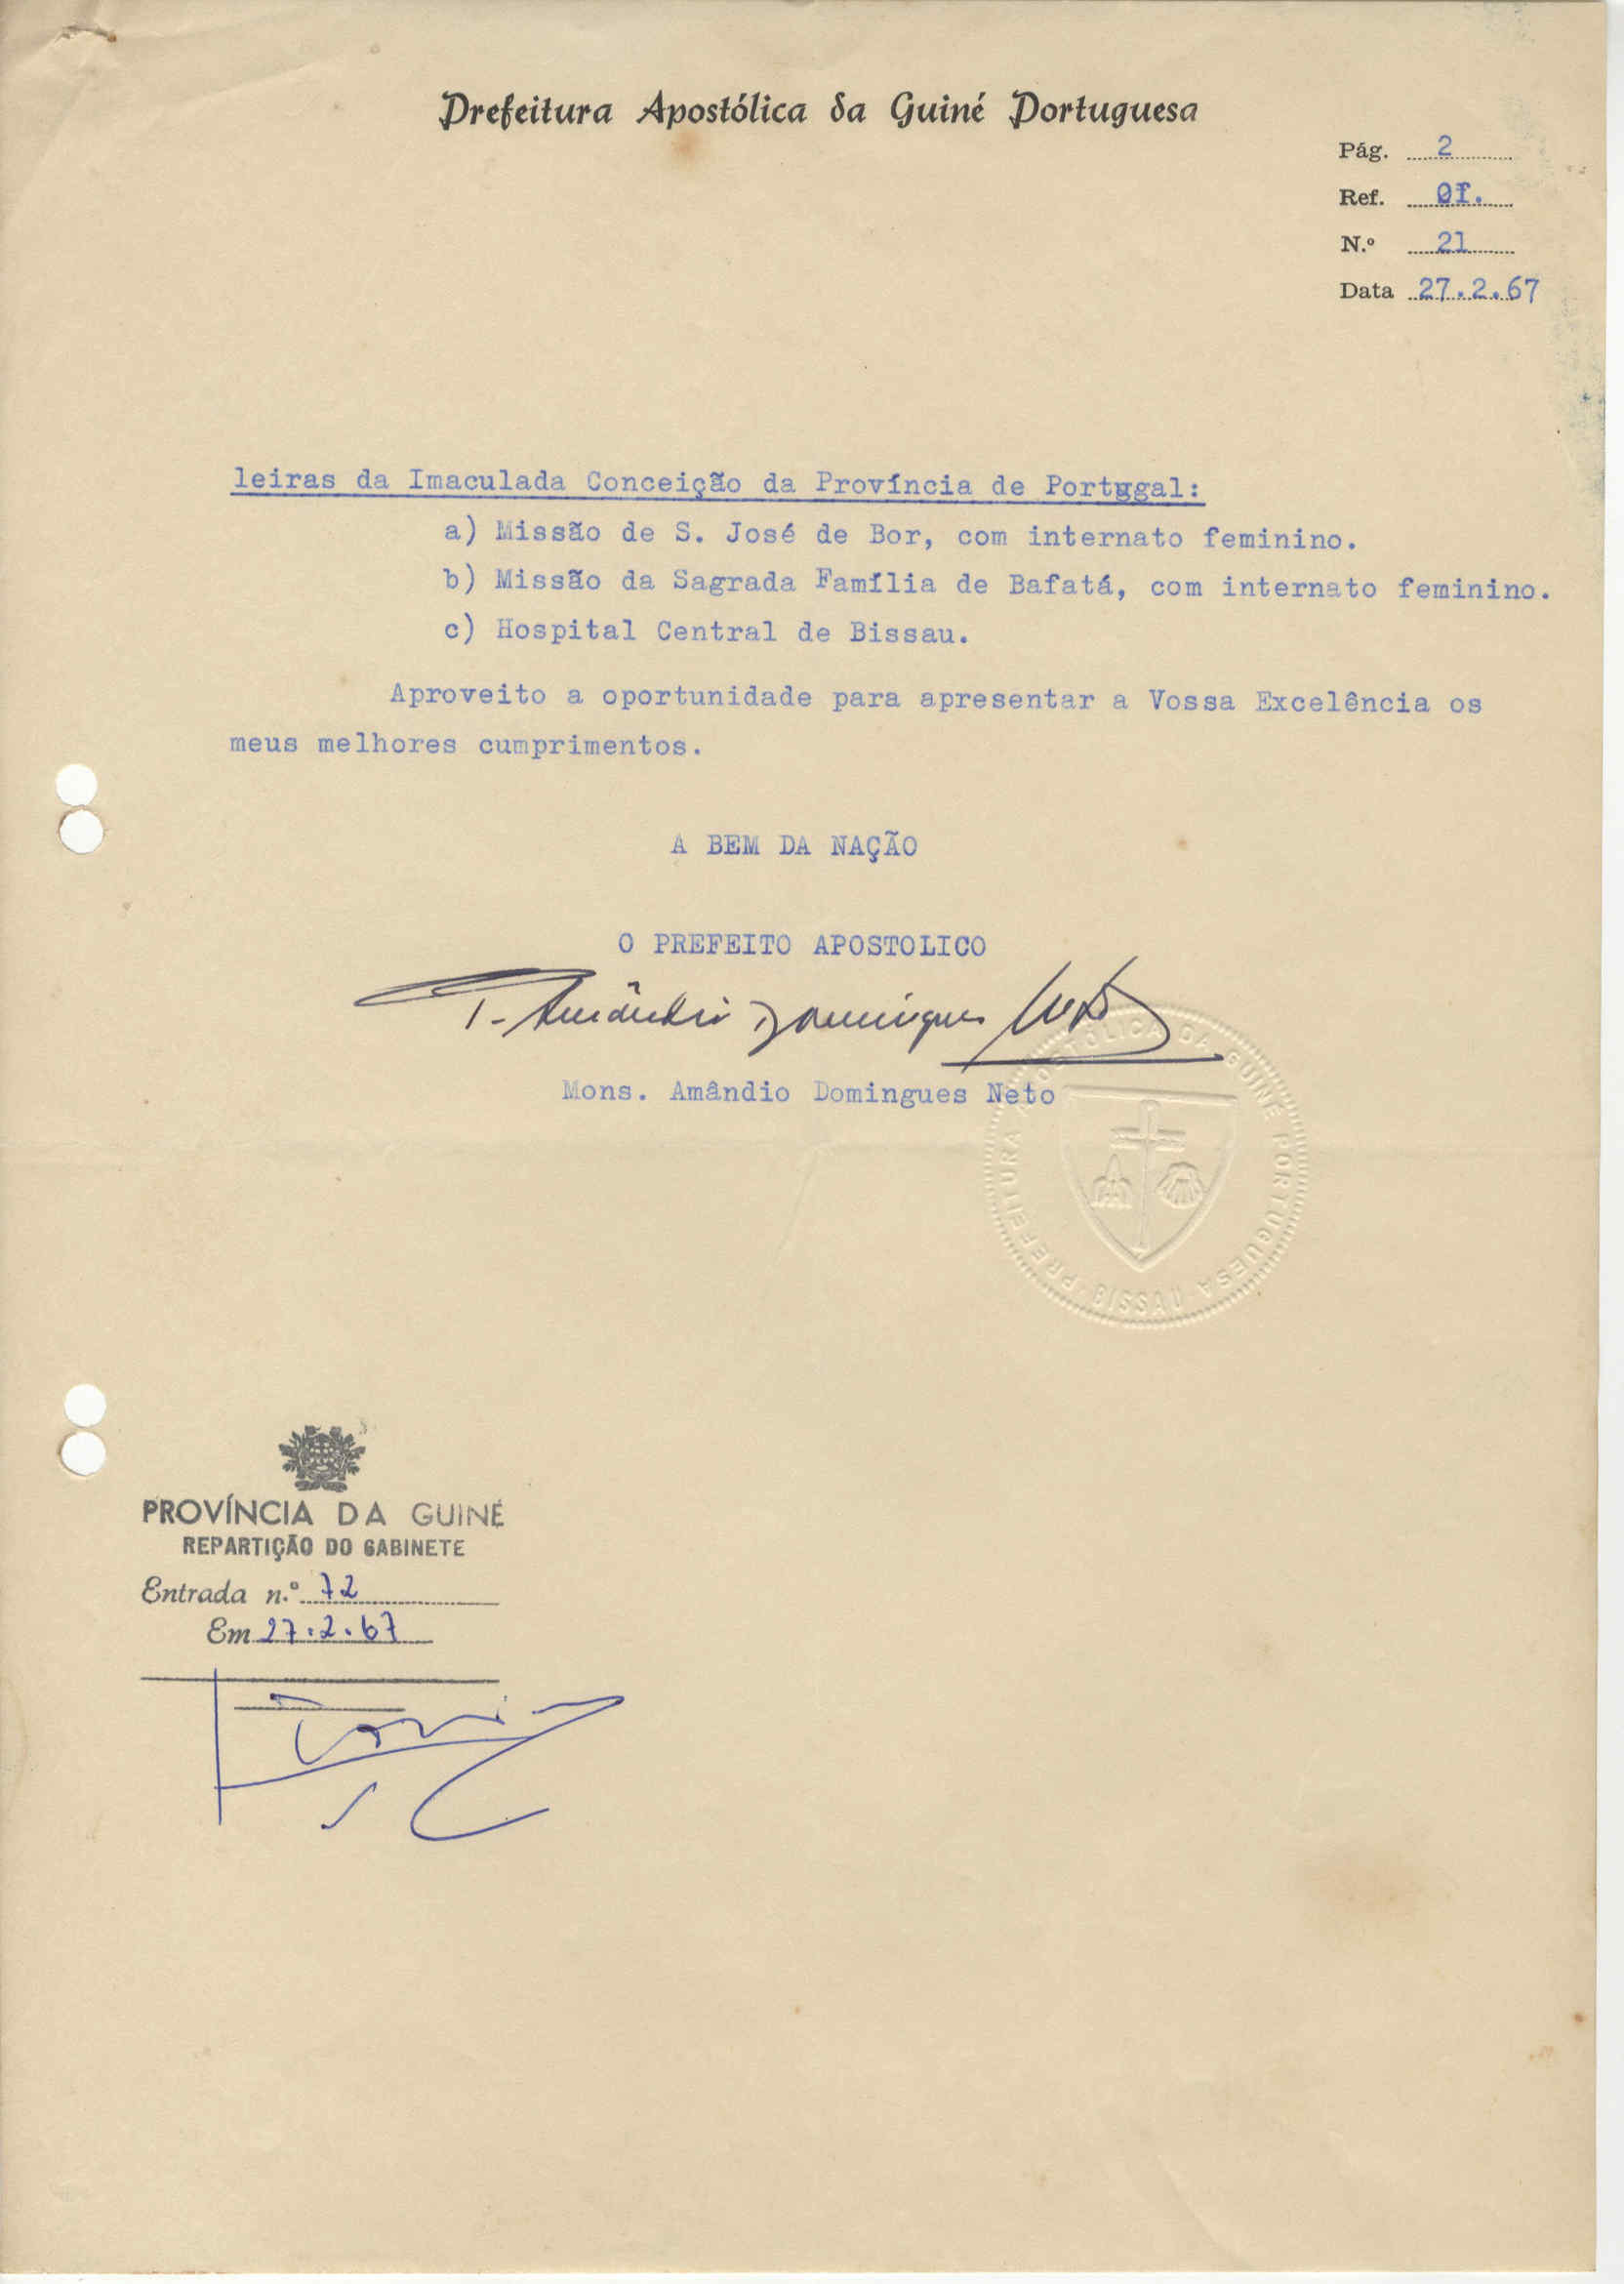 Prefeitura Apostólica da Guiné Portuguesa
Pág. 2
Ref. Of.
N.º 21
Data 27.2.67
leiras da Imaculada Conceição da Província de Portugal:
a) Missão de S. José de Bor, com internato feminino.
b) Missão da Sagrada Família de Bafatá, com internato feminino.
c) Hospital Central de Bissau.
Aproveito a oportunidade para apresentar a Vossa Excelência os
meus melhores cumprimentos.
A BEM DA NAÇÃO
O PREFEITO APOSTOLICO
P. Amândio Domingues Neto
Mons. Amândio Domingues Neto
PREFEITURA APOSTÓLICA DA GUINÉ PORTUGUESA
BISSAU
PROVÍNCIA DA GUINÉ
REPARTIÇÃO DO GABINETE
Entrada n.º 72
Em 27.2.67